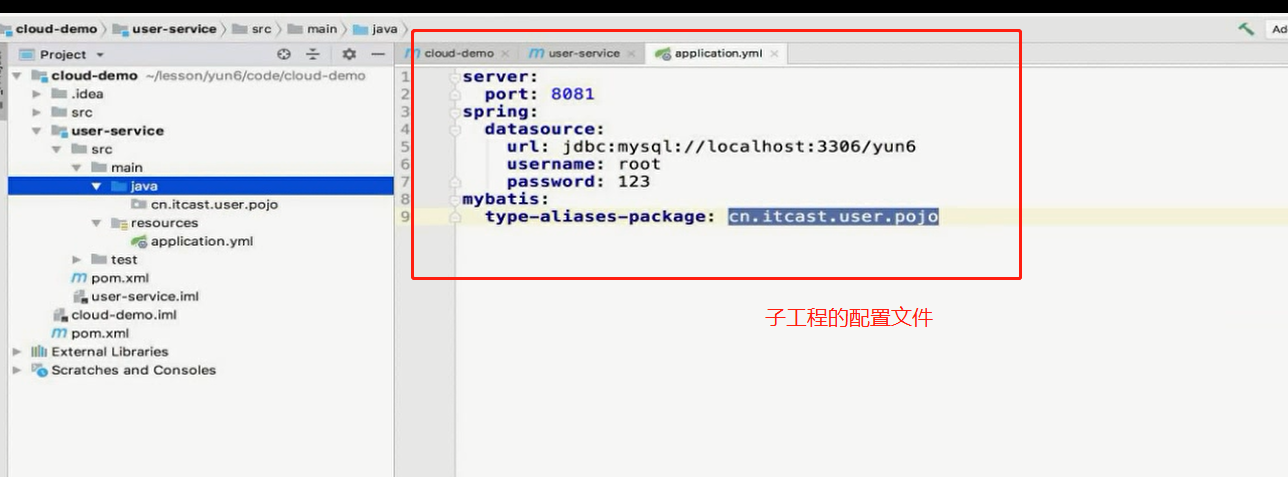 cloud-demo user-service src main java
Ad
Project
cloud-demo user-service application.yml
cloud-demo ~/lesson/yun6/code/cloud-demo
.idea
src
user-service
src
main
java
cn.itcast.user.pojo
resources
application.yml
test
pom.xml
user-service.iml
cloud-demo.iml
pom.xml
External Libraries
Scratches and Consoles
1 server:
2 port: 8081
3 spring:
4 datasource:
5 url: jdbc:mysql://localhost:3306/yun6
6 username: root
7 password: 123
8 mybatis:
9 type-aliases-package: cn.itcast.user.pojo
子工程的配置文件